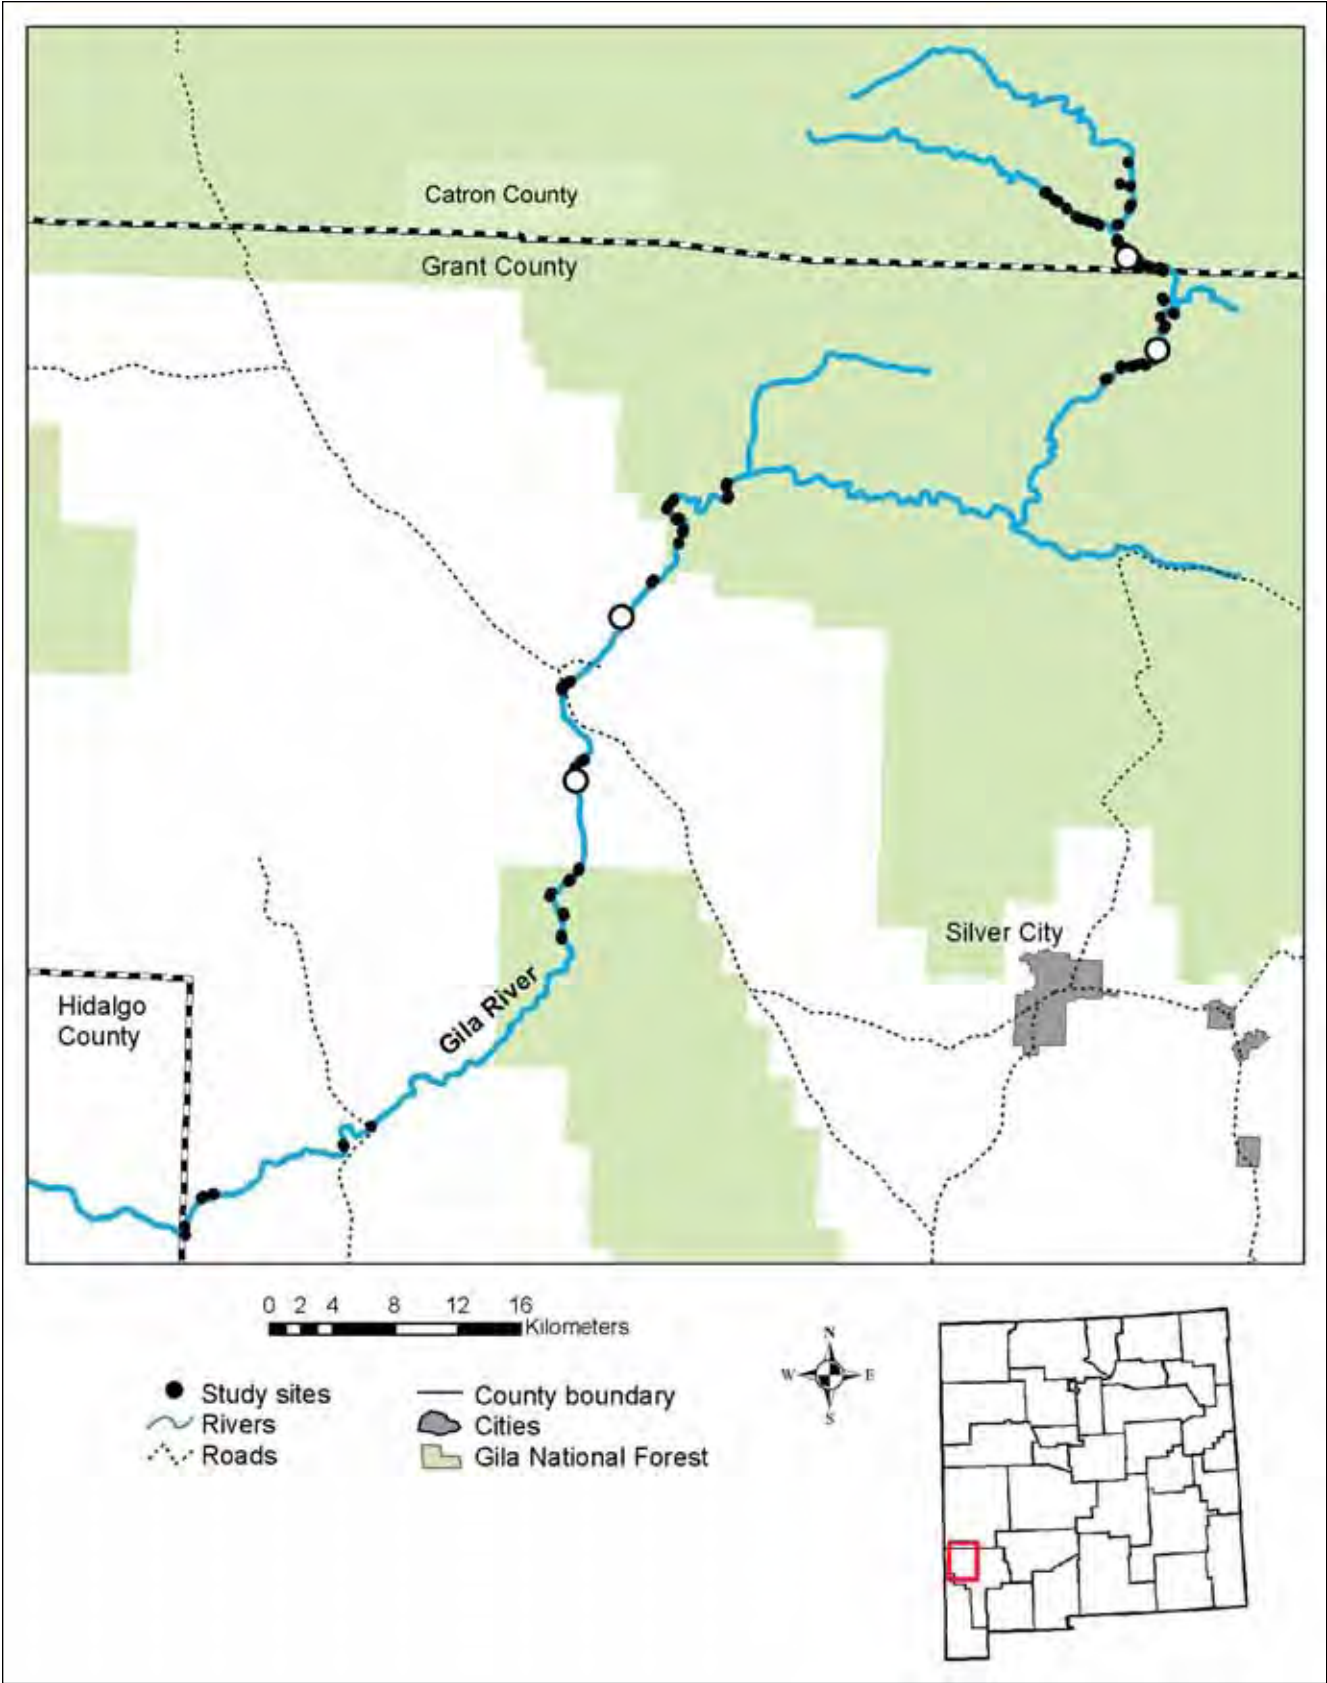 Catron County
Grant County
Silver City
Hidalgo
County
Gila River
0 2 4 8 12 16
Kilometers
N
W E
S
Study sites
County boundary
Rivers
Cities
Roads
Gila National Forest